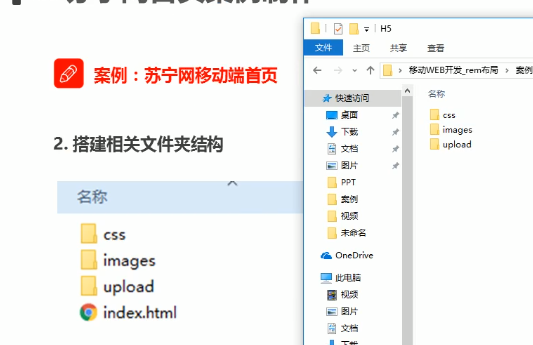 案例：苏宁网移动端首页
2. 搭建相关文件夹结构
名称
css
images
upload
index.html
H5
文件 主页 共享 查看
移动WEB开发_rem布局 案例
快速访问
桌面
下载
文档
图片
PPT
案例
视频
未命名
OneDrive
此电脑
视频
图片
文档
名称
css
images
upload